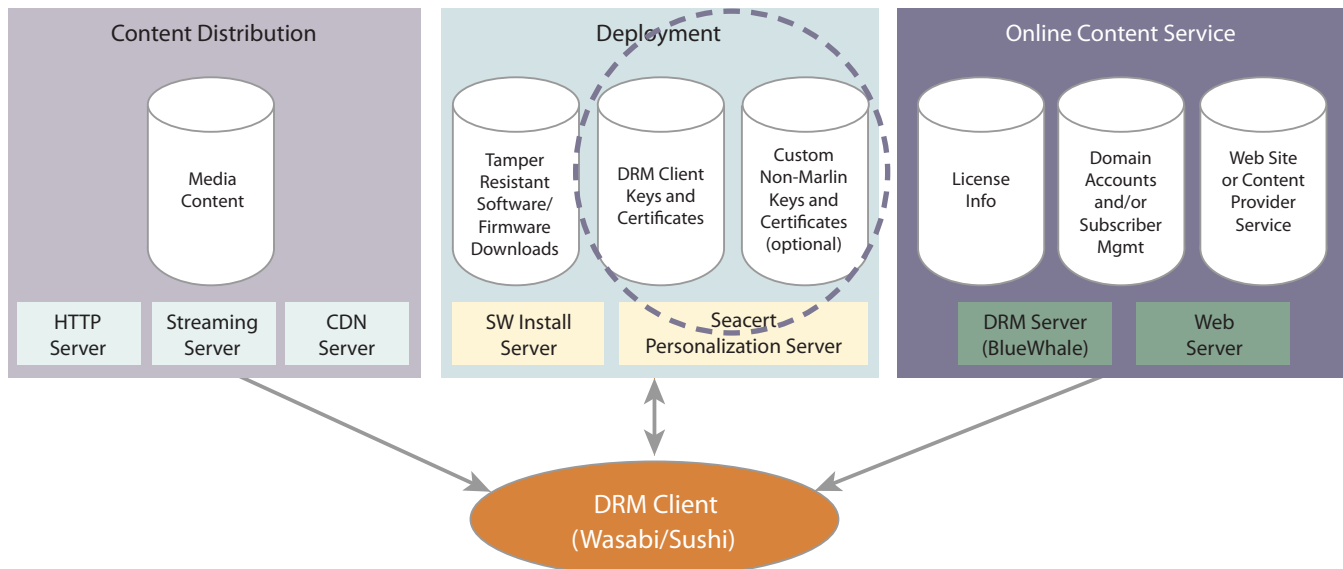 Content Distribution
Media
Content
HTTP
Server
Streaming
Server
CDN
Server
Deployment
Tamper
Resistant
Software/
Firmware
Downloads
DRM Client
Keys and
Certificates
Custom
Non-Marlin
Keys and
Certificates
(optional)
SW Install
Server
Seacert
Personalization Server
Online Content Service
License
Info
Domain
Accounts
and/or
Subscriber
Mgmt
Web Site
or Content
Provider
Service
DRM Server
(BlueWhale)
Web
Server
DRM Client
(Wasabi/Sushi)